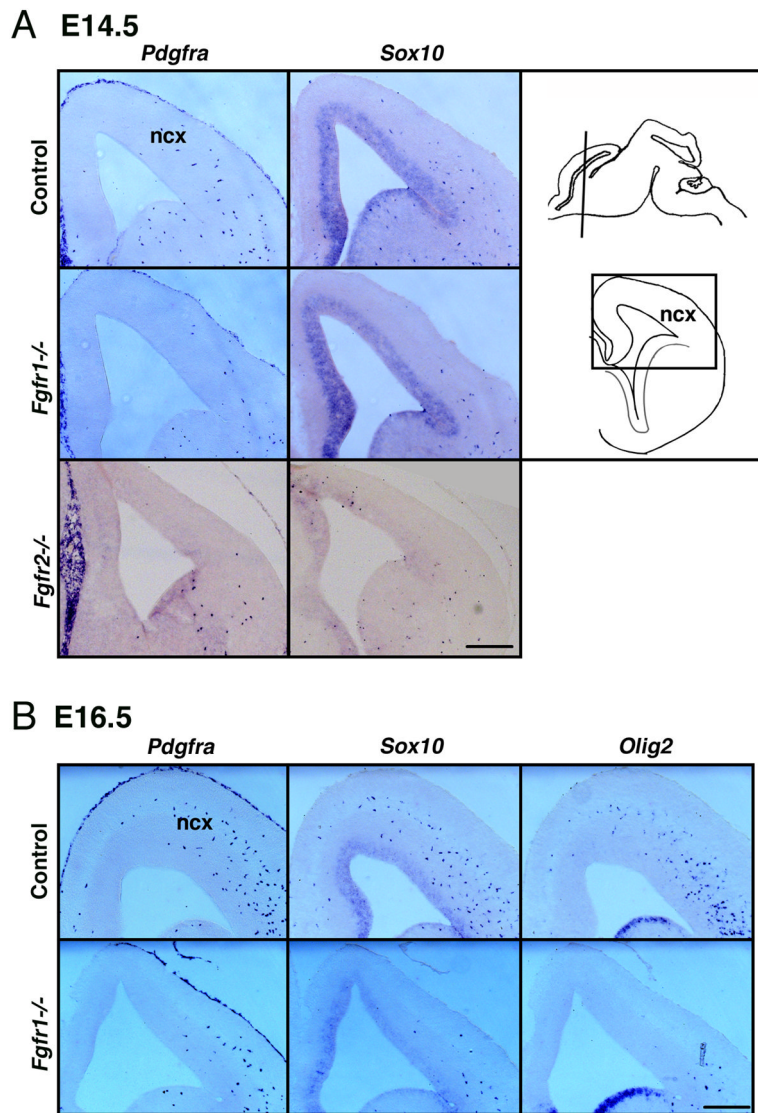 A E14.5
Pdgfra Sox10
Control
ncx
ncx
Fgfr1-/-
Fgfr2-/-
B E16.5
Pdgfra Sox10 Olig2
Control
ncx
Fgfr1-/-